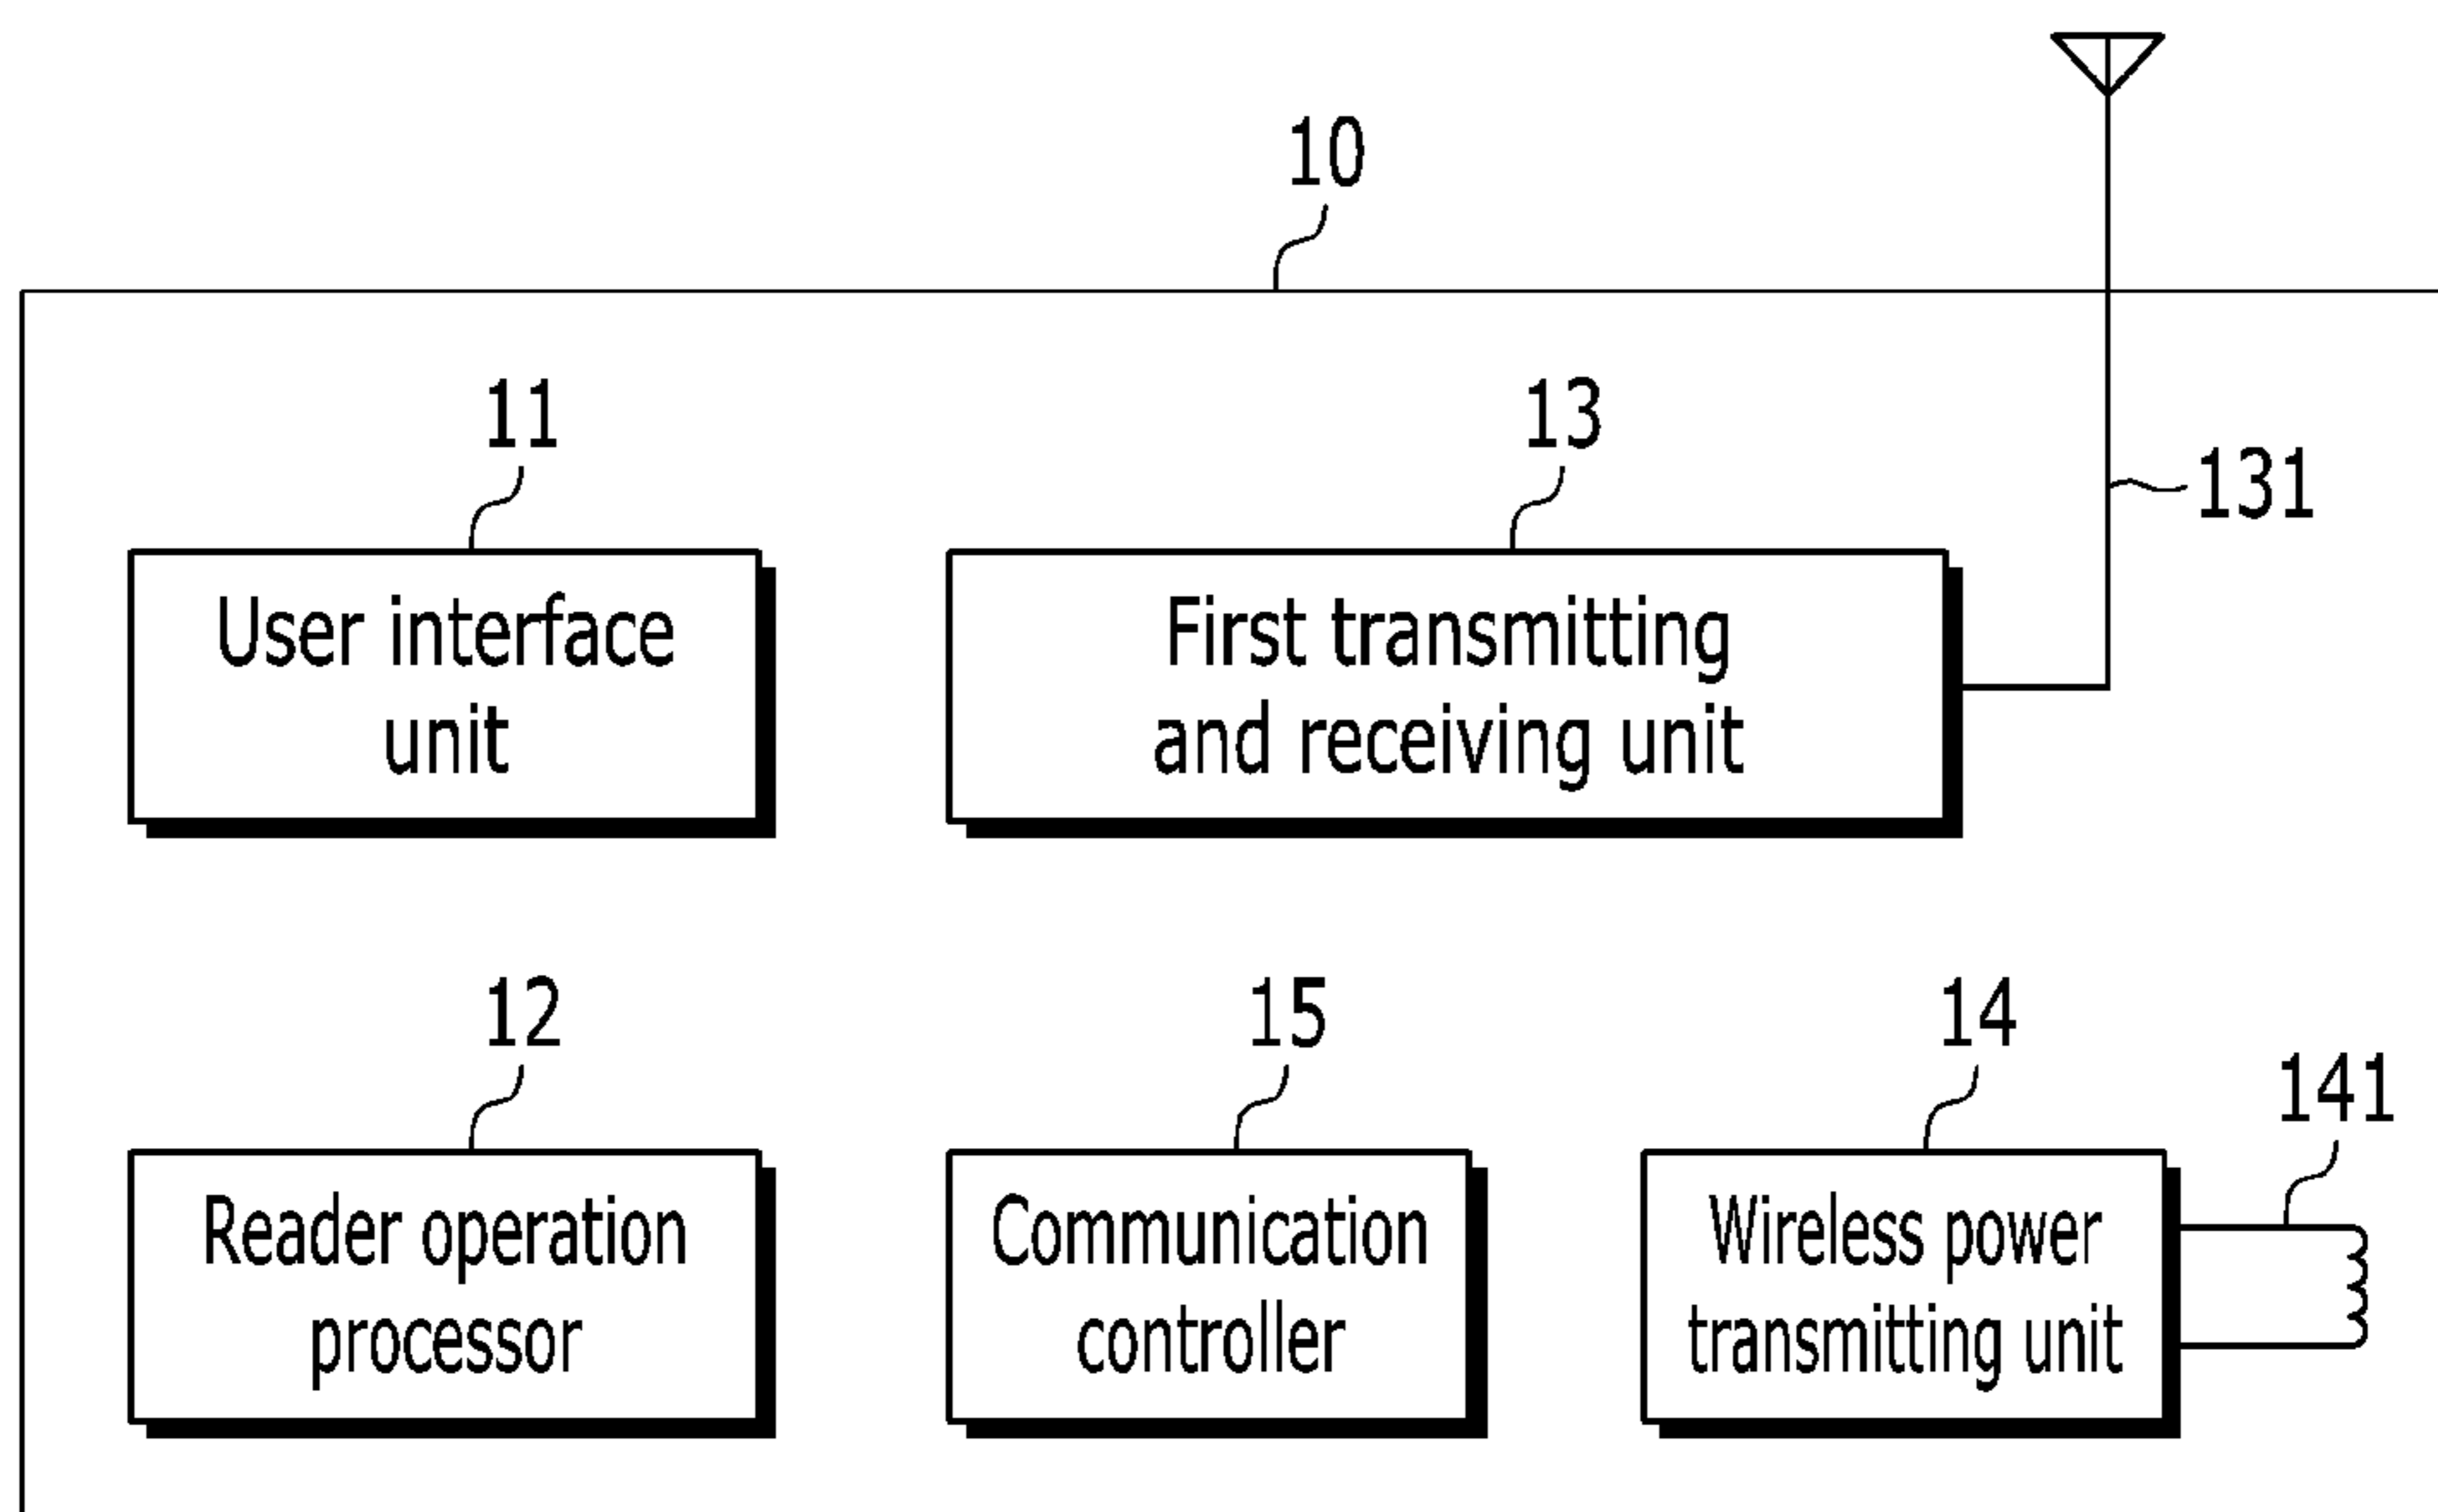 10
11
13
131
User interface
unit
First transmitting
and receiving unit
12
15
14
141
Reader operation
processor
Communication
controller
Wireless power
transmitting unit